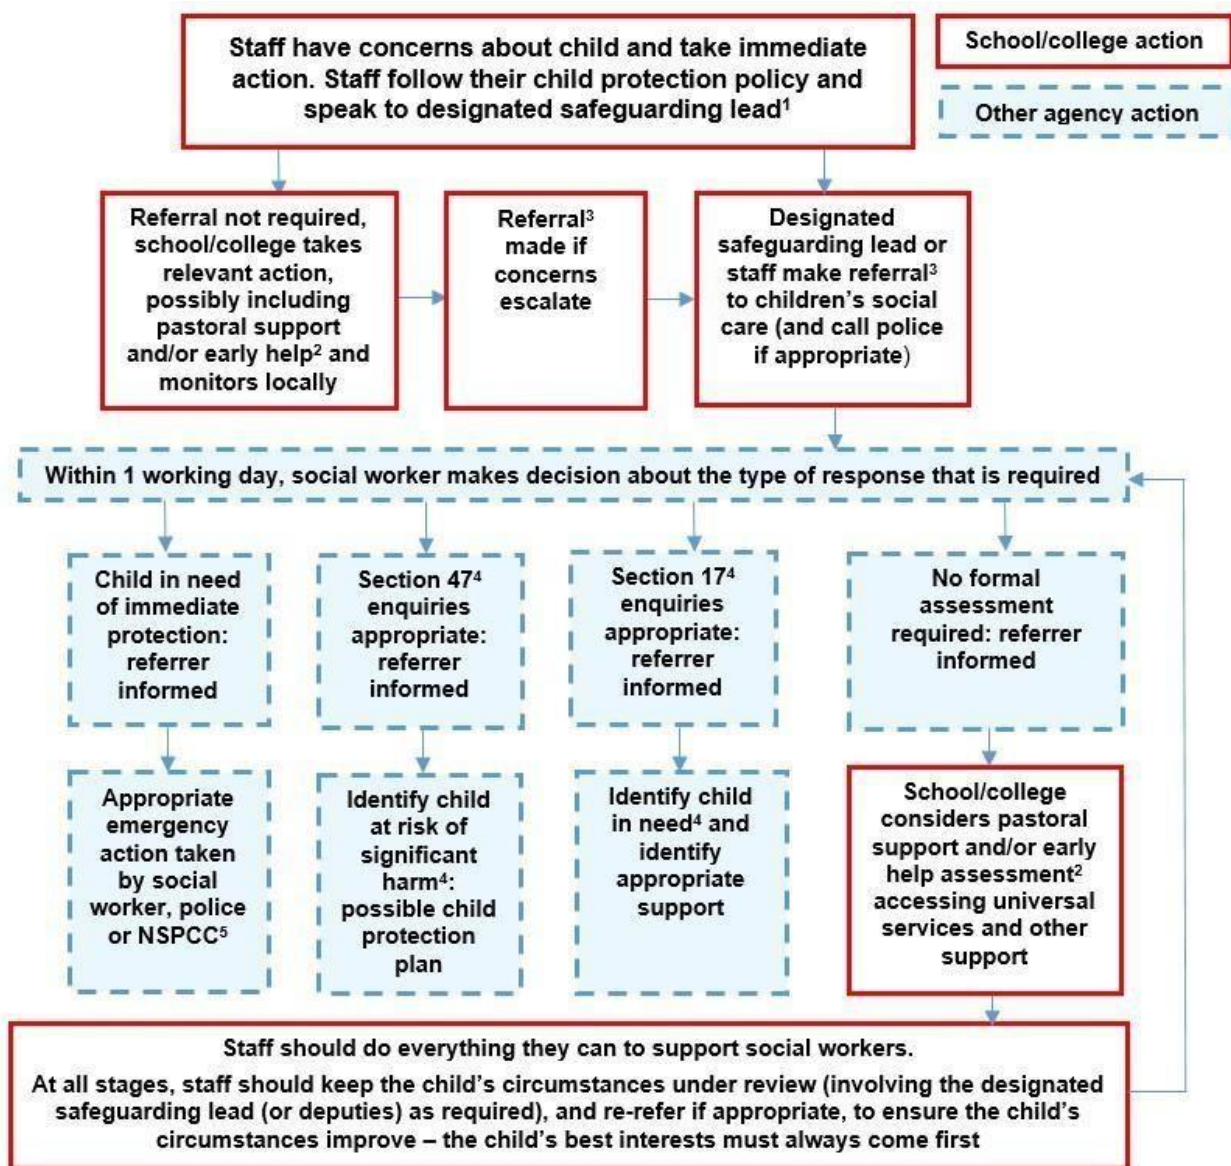 Staff have concerns about child and take immediate
action. Staff follow their child protection policy and
speak to designated safeguarding lead¹
School/college action
Other agency action
Referral not required,
school/college takes
relevant action,
possibly including
pastoral support
and/or early help² and
monitors locally
Referral³
made if
concerns
escalate
Designated
safeguarding lead or
staff make referral³
to children’s social
care (and call police
if appropriate)
Within 1 working day, social worker makes decision about the type of response that is required
Child in need
of immediate
protection:
referrer
informed
Section 47⁴
enquiries
appropriate:
referrer
informed
Section 17⁴
enquiries
appropriate:
referrer
informed
No formal
assessment
required: referrer
informed
Appropriate
emergency
action taken
by social
worker, police
or NSPCC⁵
Identify child
at risk of
significant
harm⁴:
possible child
protection
plan
Identify child
in need⁴ and
identify
appropriate
support
School/college
considers pastoral
support and/or early
help assessment²
accessing universal
services and other
support
Staff should do everything they can to support social workers.
At all stages, staff should keep the child’s circumstances under review (involving the designated
safeguarding lead (or deputies) as required), and re-refer if appropriate, to ensure the child’s
circumstances improve – the child’s best interests must always come first